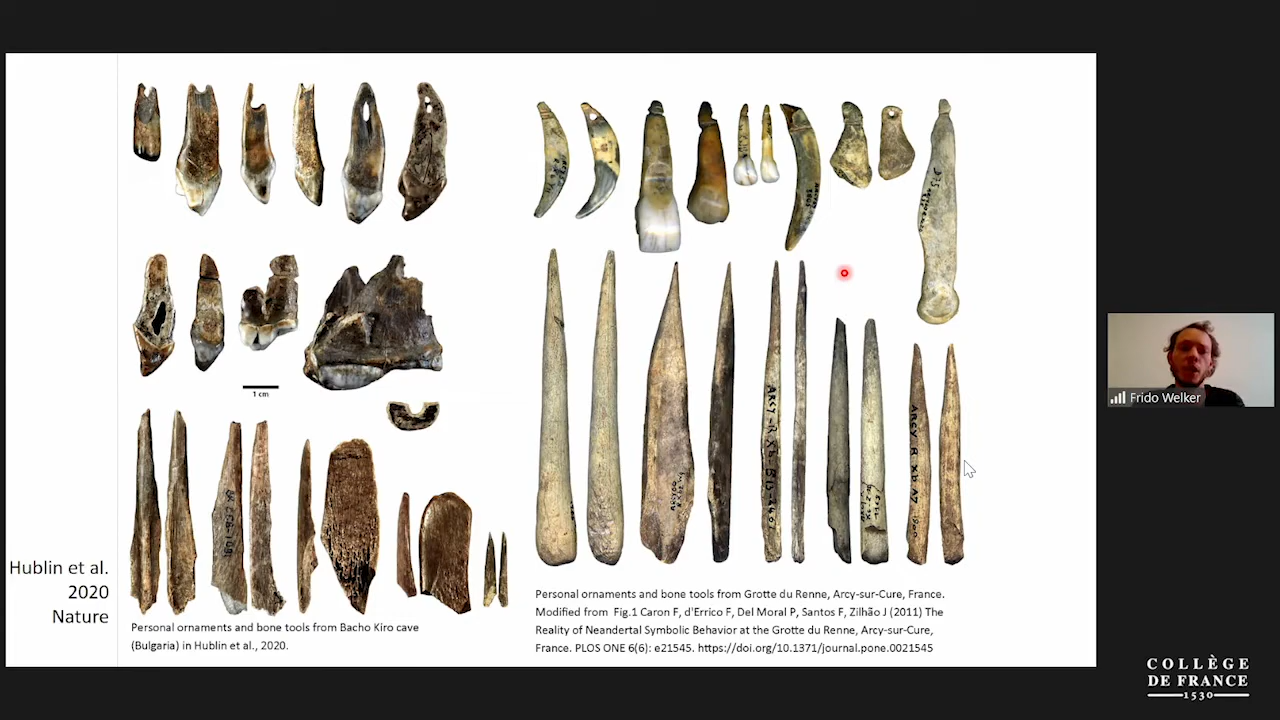 1 cm
Hublin et al.
2020
Nature
Personal ornaments and bone tools from Bacho Kiro cave
(Bulgaria) in Hublin et al., 2020.
Personal ornaments and bone tools from Grotte du Renne, Arcy-sur-Cure, France.
Modified from  Fig.1 Caron F, d'Errico F, Del Moral P, Santos F, Zilhão J (2011) The
Reality of Neandertal Symbolic Behavior at the Grotte du Renne, Arcy-sur-Cure,
France. PLOS ONE 6(6): e21545. https://doi.org/10.1371/journal.pone.0021545
Frido Welker
COLLÈGE
DE FRANCE
1530